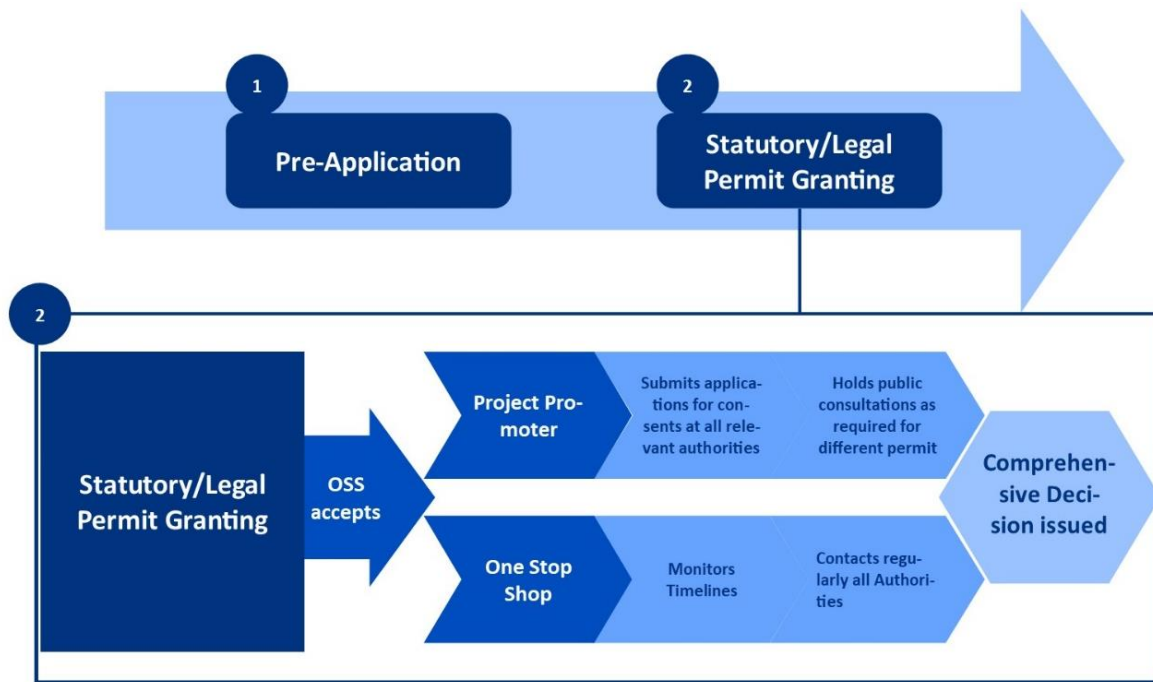 1
Pre-Application
2
Statutory/Legal
Permit Granting
2
Statutory/Legal
Permit Granting
OSS
accepts
Project Pro-
moter
Submits applica-
tions for con-
sents at all rele-
vant authorities
Holds public
consultations as
required for
different permit
One Stop
Shop
Monitors
Timelines
Contacts regu-
larly all Authori-
ties
Comprehen-
sive Deci-
sion issued